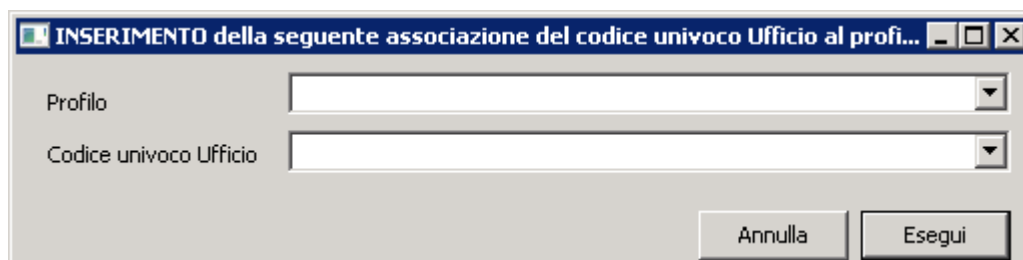 INSERIMENTO della seguente associazione del codice univoco Ufficio al profi...
Profilo
Codice univoco Ufficio
Annulla Esegui